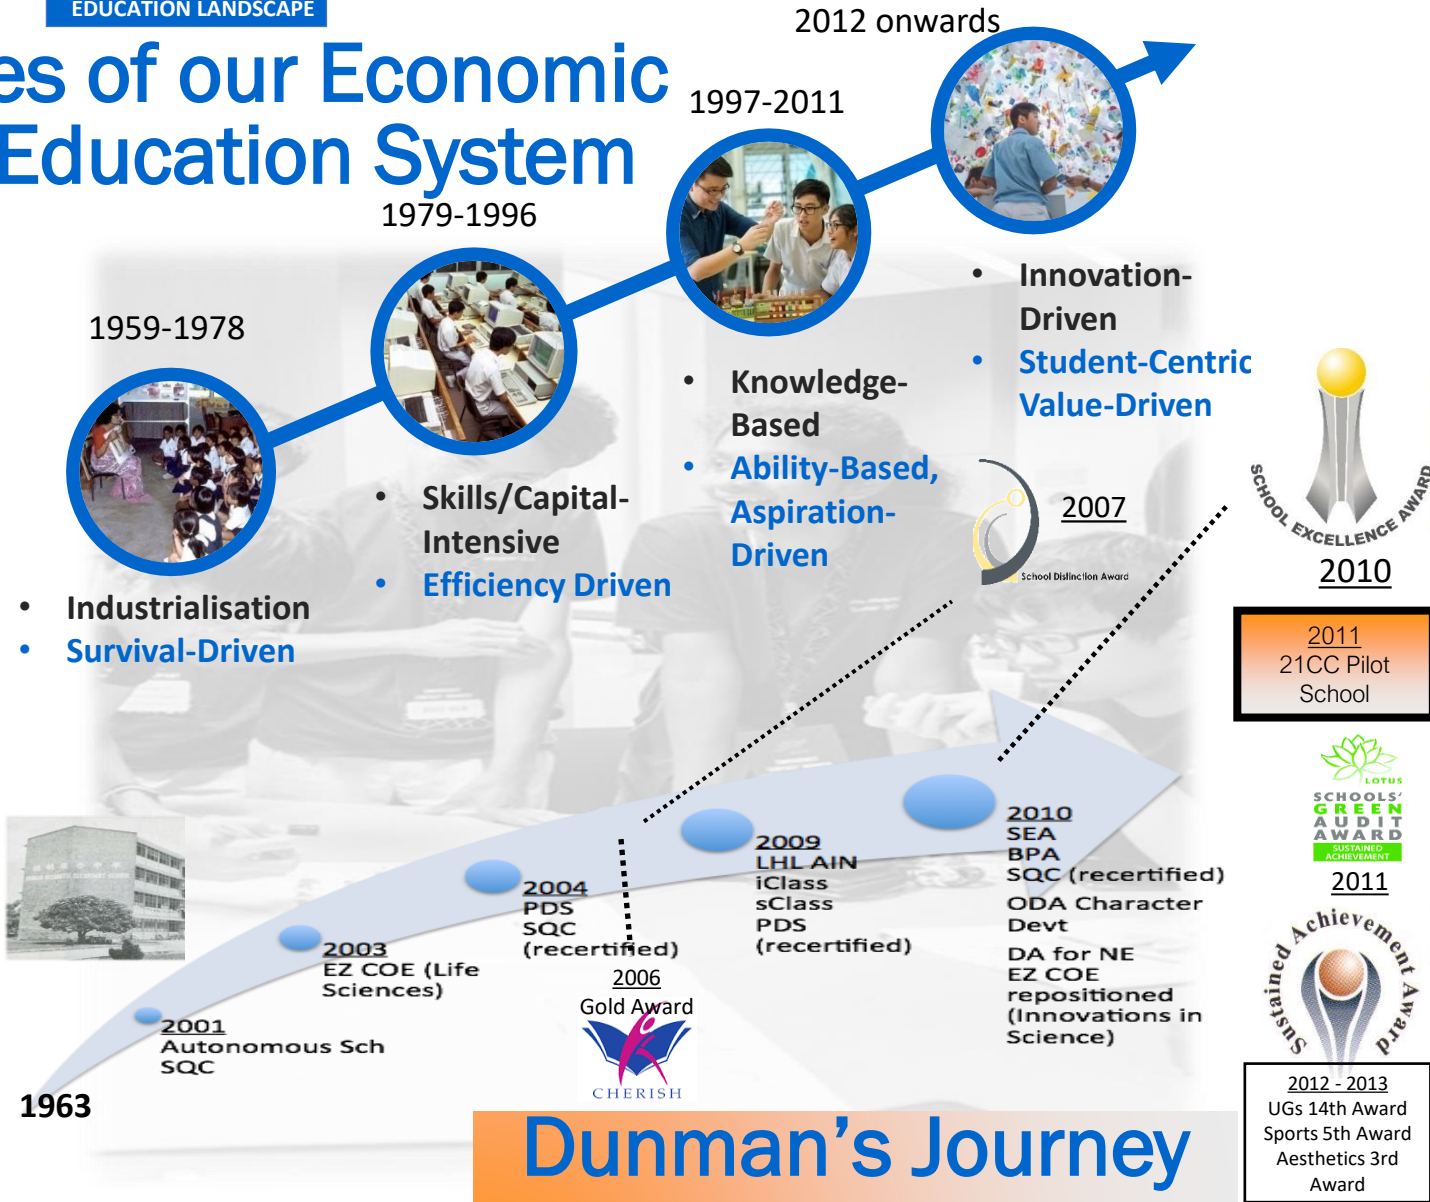 EDUCATION LANDSCAPE
es of our Economic
Education System
2012 onwards
1997-2011
1979-1996
1959-1978
• Industrialisation
• Survival-Driven
• Skills/Capital-
Intensive
• Efficiency Driven
• Knowledge-
Based
• Ability-Based,
Aspiration-
Driven
• Innovation-
Driven
• Student-Centric
Value-Driven
2007
School Distinction Award
SCHOOL EXCELLENCE AWARD
2010
2011
21CC Pilot
School
LOTUS
SCHOOLS'
GREEN
AUDIT
AWARD
SUSTAINED
ACHIEVEMENT
2011
Sustained Achievement Award
2012 - 2013
UGs 14th Award
Sports 5th Award
Aesthetics 3rd
Award
1963
2001
Autonomous Sch
SQC
2003
EZ COE (Life
Sciences)
2004
PDS
SQC
(recertified)
2006
Gold Award
CHERISH
2009
LHL AIN
iClass
sClass
PDS
(recertified)
2010
SEA
BPA
SQC (recertified)
ODA Character
Devt
DA for NE
EZ COE
repositioned
(Innovations in
Science)
Dunman's Journey